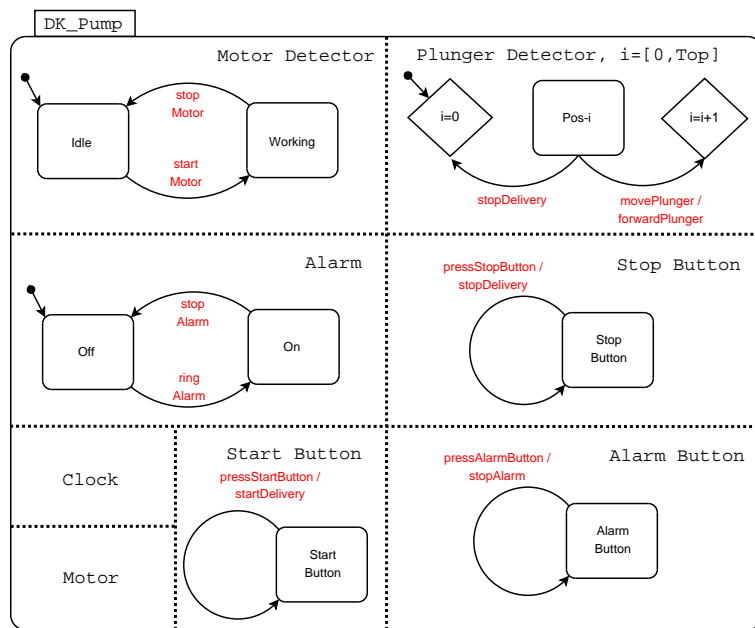 DK_Pump
Motor Detector
stop
Motor
Idle
Working
start
Motor
Plunger Detector, i=[0,Top]
i=0
Pos-i
i=i+1
stopDelivery
movePlunger /
forwardPlunger
Alarm
stop
Alarm
Off
On
ring
Alarm
Stop Button
pressStopButton /
stopDelivery
Stop
Button
Clock
Motor
Start Button
pressStartButton /
startDelivery
Start
Button
Alarm Button
pressAlarmButton /
stopAlarm
Alarm
Button